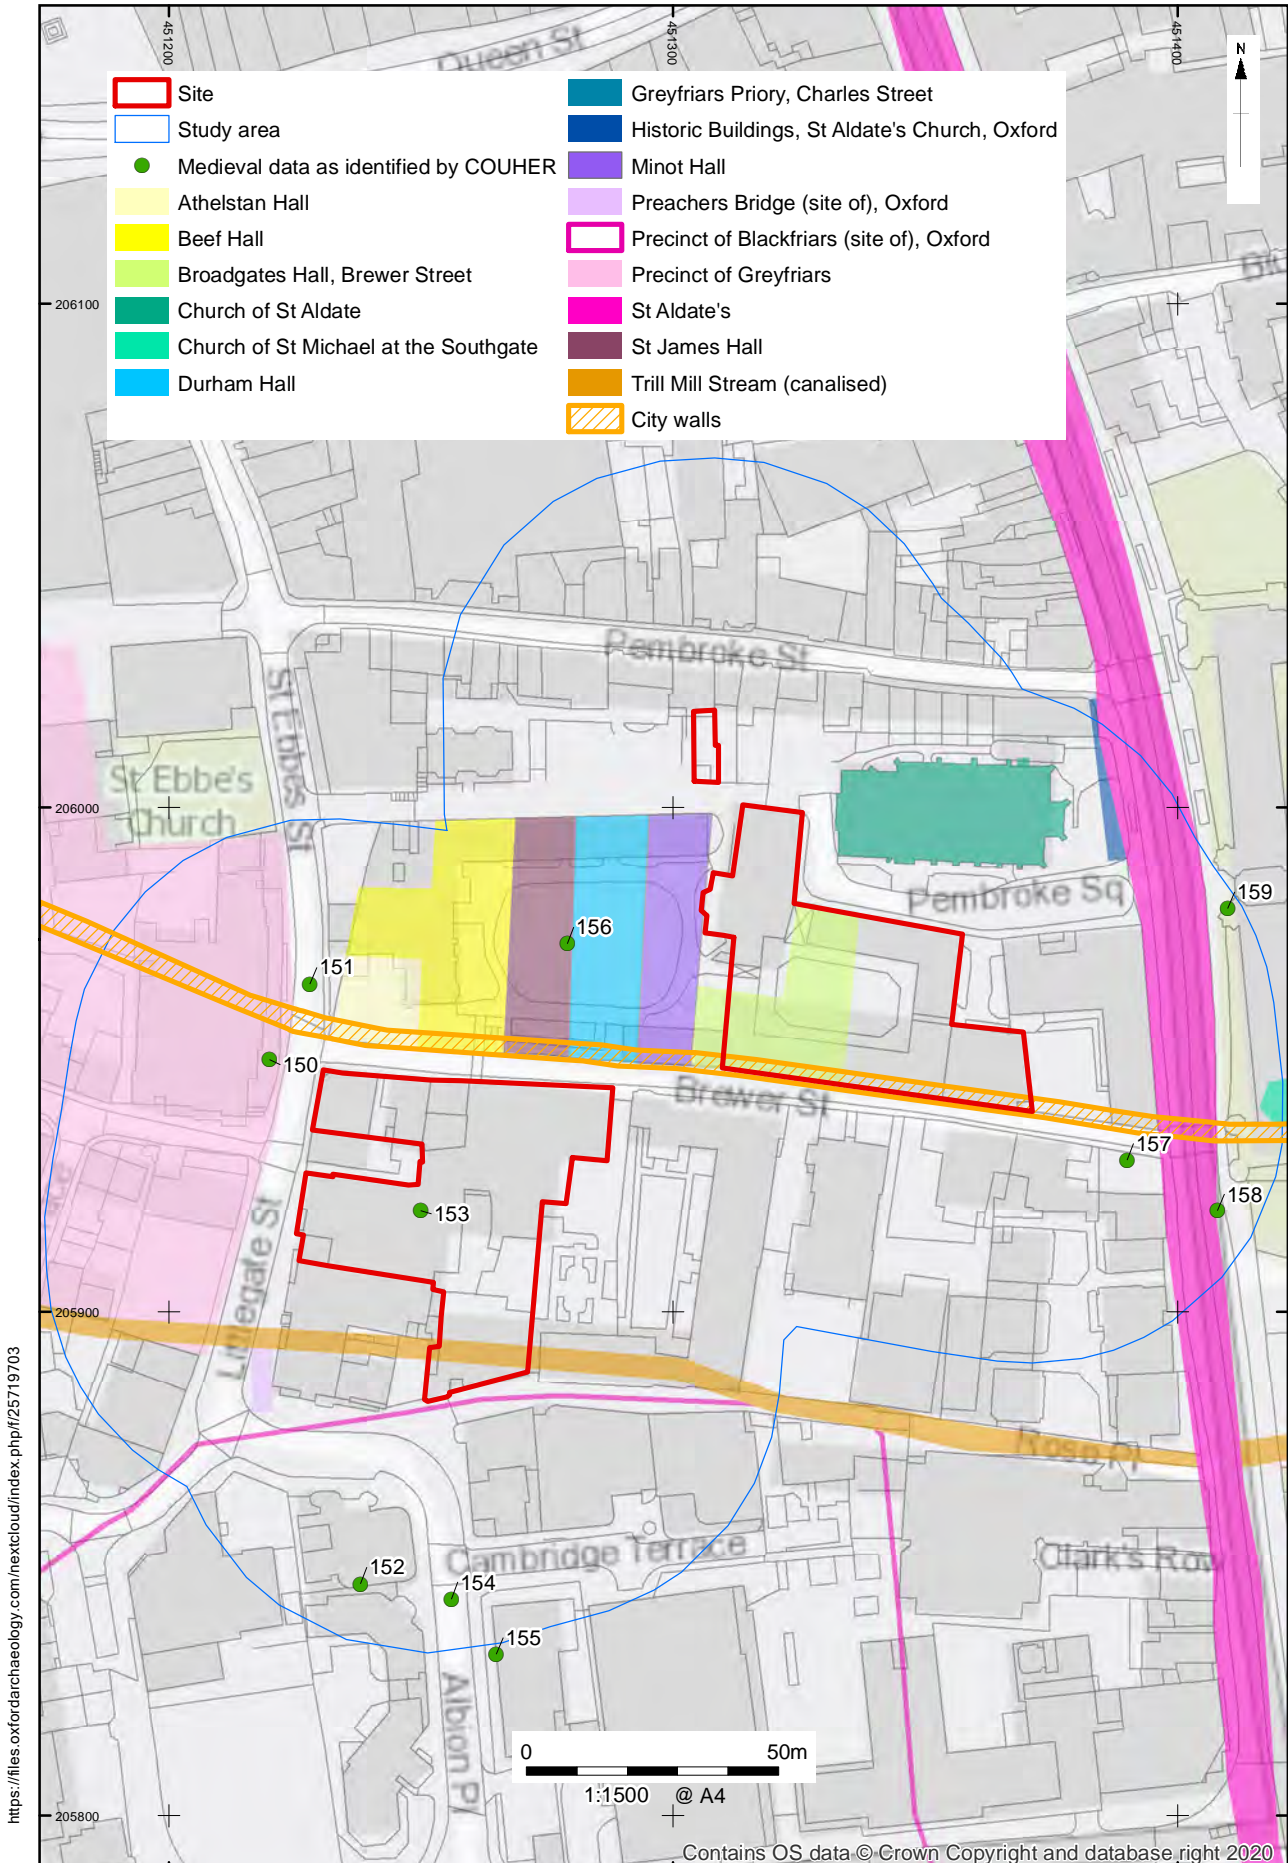 451200
451300
451400
Queen St
N
Site
Study area
Medieval data as identified by COUHER
Athelstan Hall
Beef Hall
Broadgates Hall, Brewer Street
Church of St Aldate
Church of St Michael at the Southgate
Durham Hall
Greyfriars Priory, Charles Street
Historic Buildings, St Aldate's Church, Oxford
Minot Hall
Preachers Bridge (site of), Oxford
Precinct of Blackfriars (site of), Oxford
Precinct of Greyfriars
St Aldate's
St James Hall
Trill Mill Stream (canalised)
City walls
206100
Pembroke St
St Ebbes St
St Ebbe's
Church
206000
Pembroke Sq
159
156
151
150
Brewer St
157
158
153
Littlegate St
205900
Rose Pl
Cambridge Terrace
Clark's Row
152
154
155
Albion Pl
0 50m
1:1500 @ A4
205800
Contains OS data © Crown Copyright and database right 2020
https://files.oxfordarchaeology.com/nextcloud/index.php/f/25719703